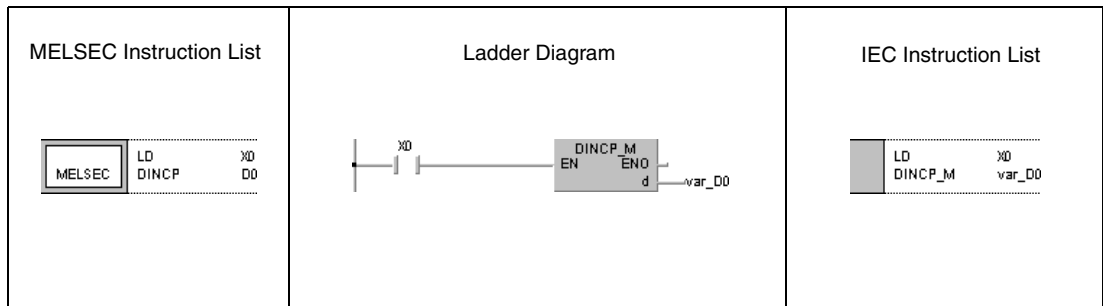 MELSEC Instruction List
MELSEC
LD X0
DINCP D0
Ladder Diagram
X0
DINCP_M
EN ENO
d var_D0
IEC Instruction List
LD X0
DINCP_M var_D0